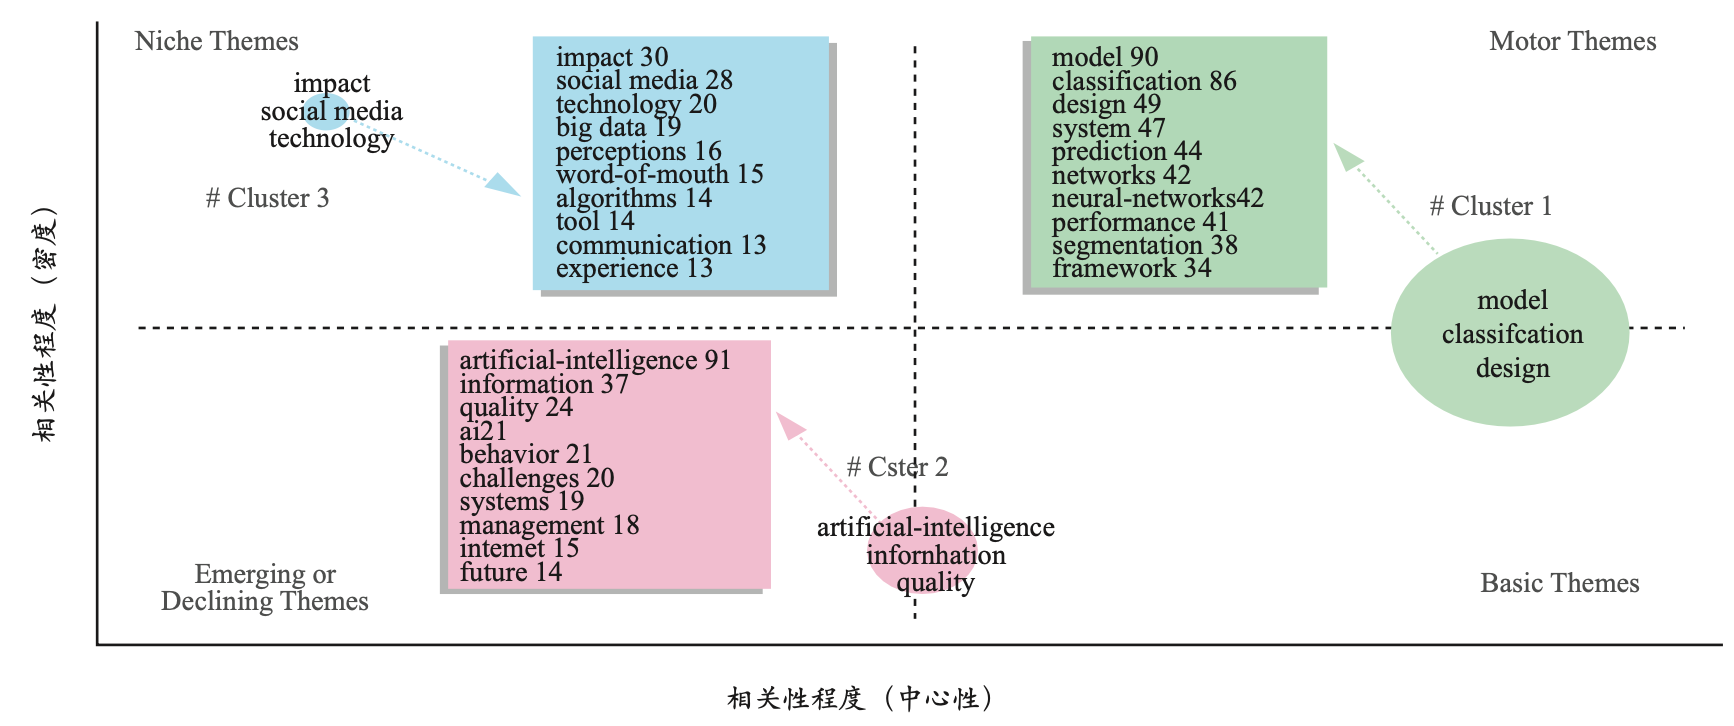 Niche Themes
impact
social media
technology
# Cluster 3
impact 30
social media 28
technology 20
big data 19
perceptions 16
word-of-mouth 15
algorithms 14
tool 14
communication 13
experience 13
model 90
classification 86
design 49
system 47
prediction 44
networks 42
neural-networks42
performance 41
segmentation 38
framework 34
Motor Themes
# Cluster 1
model
classifcation
design
artificial-intelligence 91
information 37
quality 24
ai21
behavior 21
challenges 20
systems 19
management 18
intemet 15
future 14
# Cster 2
artificial-intelligence
infornhation
quality
Emerging or
Declining Themes
Basic Themes
相关性程度（密度）
相关性程度（中心性）